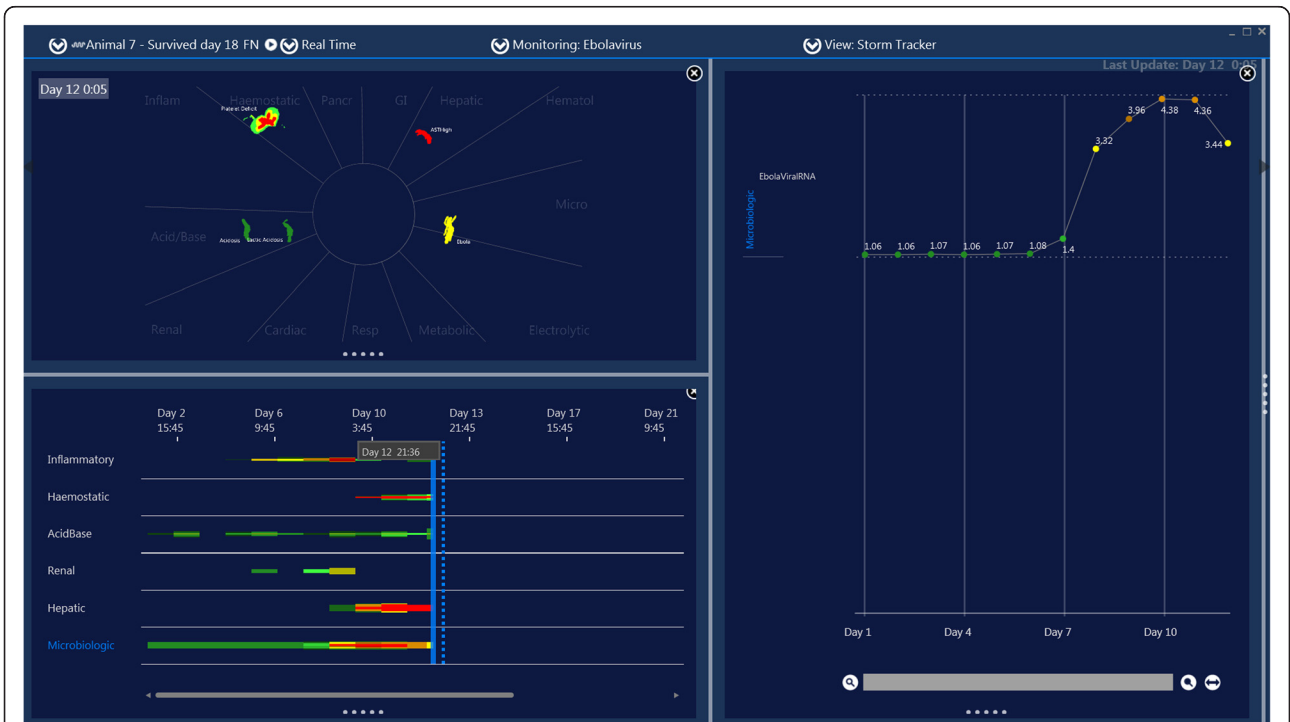 Animal 7 - Survived day 18 FN
Real Time
Monitoring: Ebolavirus
View: Storm Tracker
Last Update: Day 12 0:05
Day 12 0:05
Inflam
Haemostatic
Pancr
GI
Hepatic
Hematol
Platelet Deficit
AST High
Micro
Acid/Base
Acidosis
Lactic Acidosis
Ebola
Renal
Cardiac
Resp
Metabolic
Electrolytic
Day 2 Day 6 Day 10 Day 13 Day 17 Day 21
15:45 9:45 3:45 21:45 15:45 9:45
Day 12 21:36
Inflammatory
Haemostatic
AcidBase
Renal
Hepatic
Microbiologic
EbolaViralRNA
Microbiologic
1.06 1.06 1.07 1.06 1.07 1.08 1.4 3.32 3.96 4.38 4.36 3.44
Day 1 Day 4 Day 7 Day 10